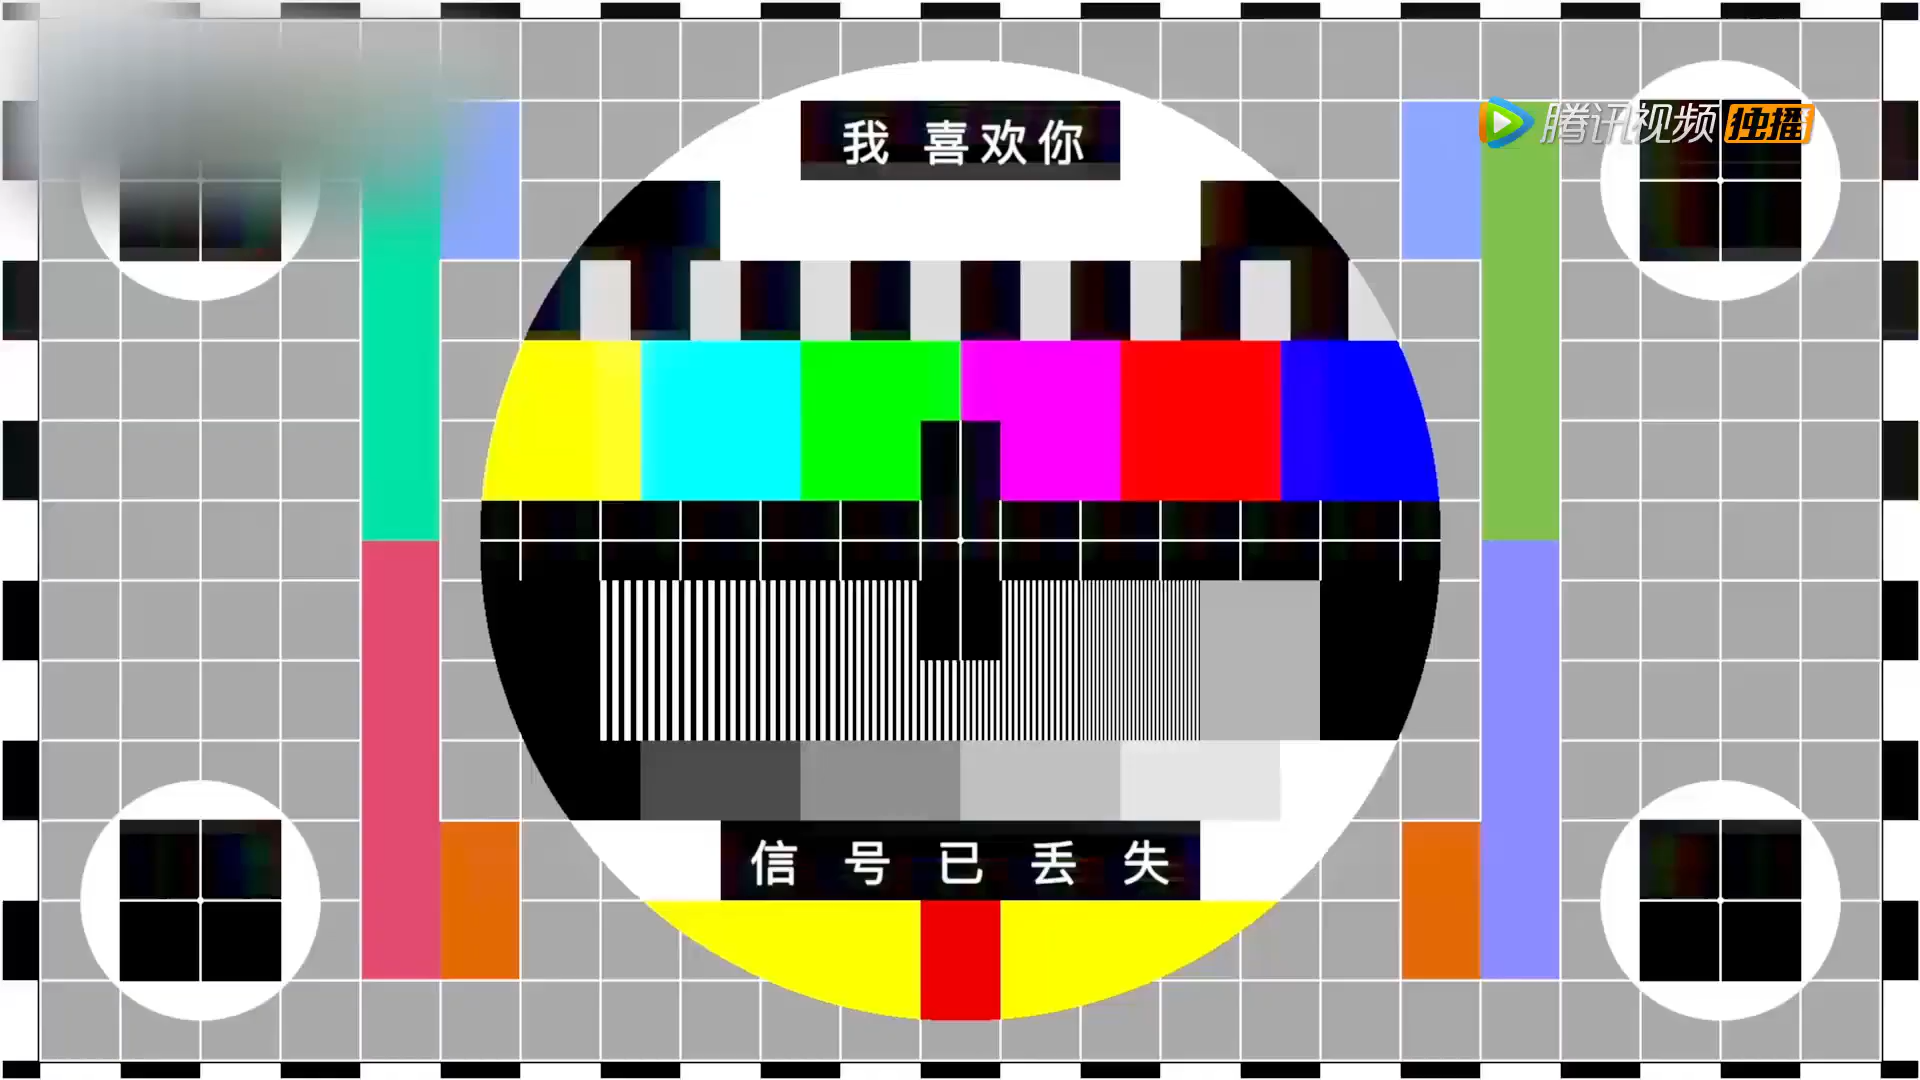 我 喜欢你
腾讯视频 独播
信 号 已 丢 失